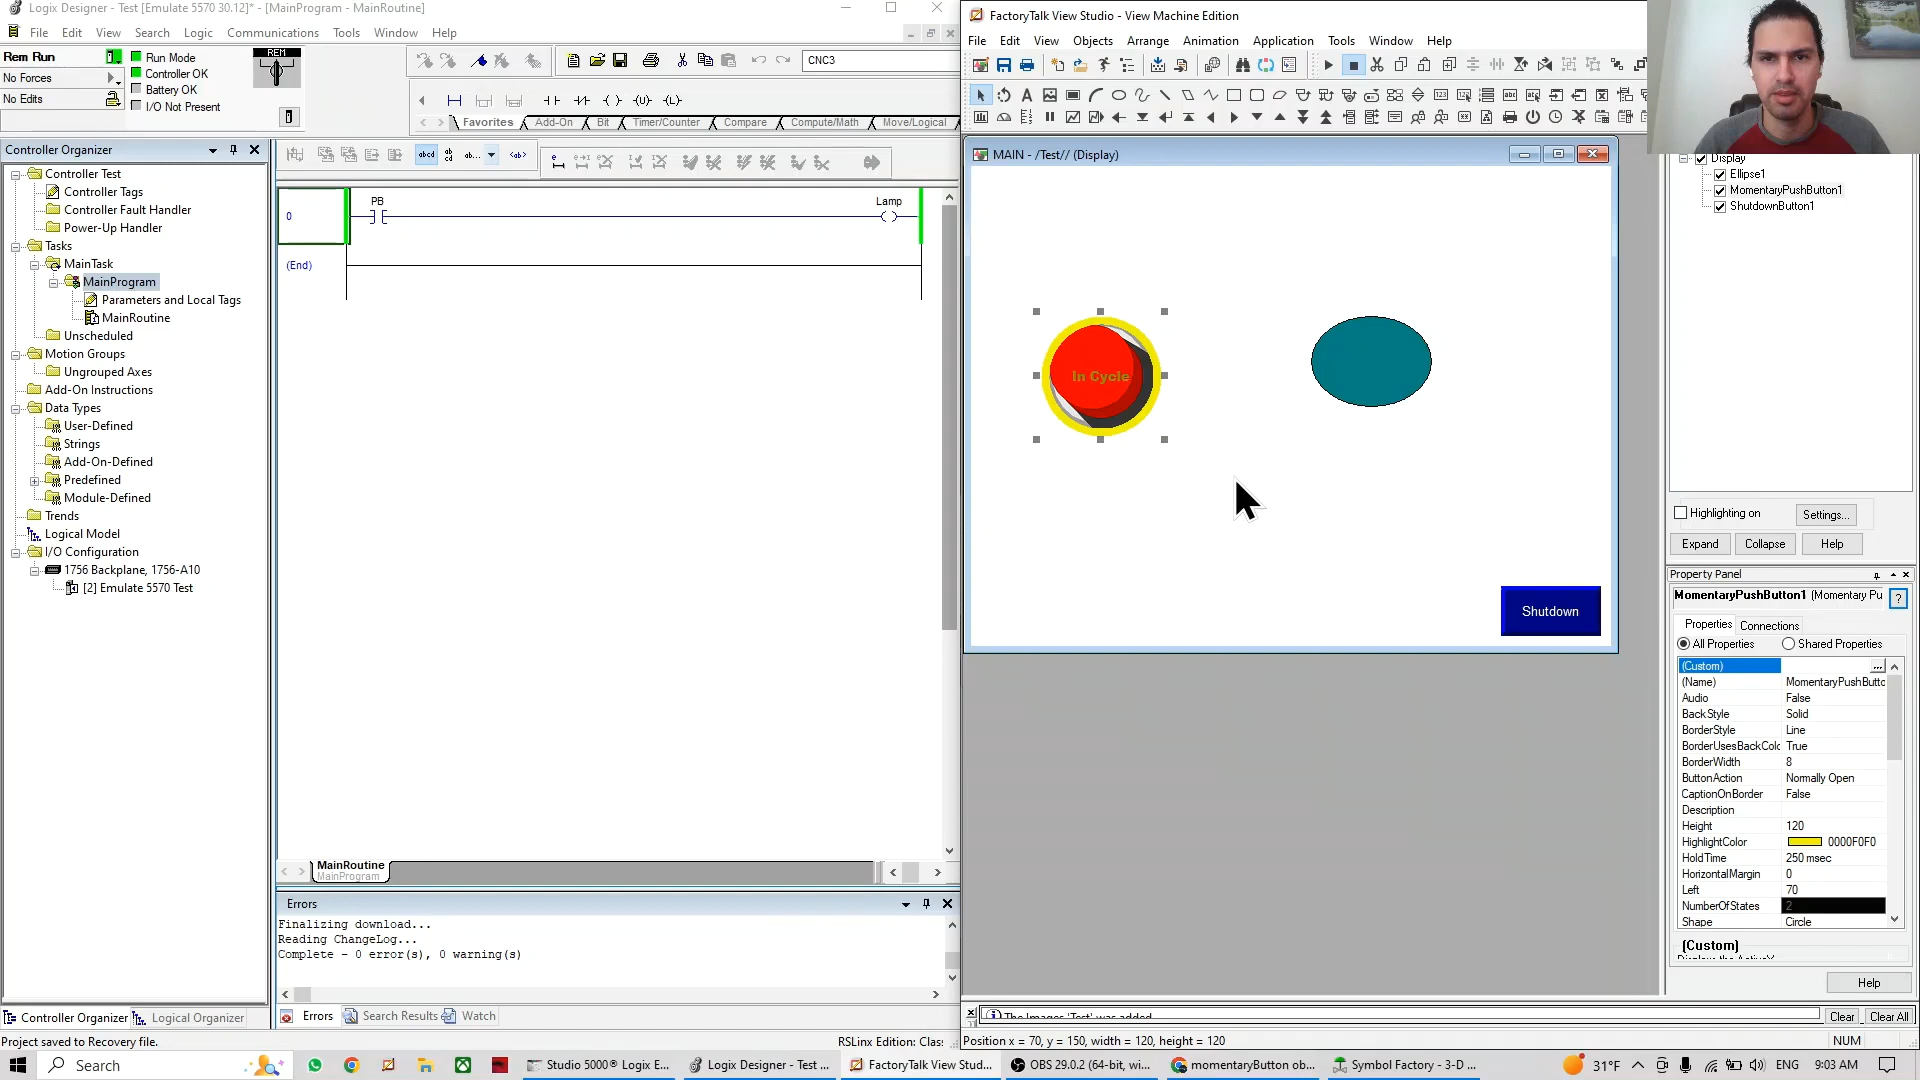 Logix Designer - Test [Emulate 5570 30.12]* - [MainProgram - MainRoutine]
File Edit View Search Logic Communications Tools Window Help
Rem Run
No Forces
No Edits
Run Mode
Controller OK
Battery OK
I/O Not Present
REM
CNC3
Favorites Add-On Bit Timer/Counter Compare Compute/Math Move/Logical
Controller Organizer
Controller Test
Controller Tags
Controller Fault Handler
Power-Up Handler
Tasks
MainTask
MainProgram
Parameters and Local Tags
MainRoutine
Unscheduled
Motion Groups
Ungrouped Axes
Add-On Instructions
Data Types
User-Defined
Strings
Add-On-Defined
Predefined
Module-Defined
Trends
Logical Model
I/O Configuration
1756 Backplane, 1756-A10
[2] Emulate 5570 Test
Controller Organizer Logical Organizer
0
PB
Lamp
(End)
MainRoutine
MainProgram
Errors
Finalizing download...
Reading ChangeLog...
Complete - 0 error(s), 0 warning(s)
Errors Search Results Watch
Project saved to Recovery file.
RSLinx Edition: Clas
FactoryTalk View Studio - View Machine Edition
File Edit View Objects Arrange Animation Application Tools Window Help
MAIN - /Test// (Display)
In Cycle
Shutdown
Display
Ellipse1
MomentaryPushButton1
ShutdownButton1
Highlighting on
Settings...
Expand Collapse Help
Property Panel
MomentaryPushButton1 (Momentary Pu
Properties Connections
All Properties Shared Properties
(Custom)
(Name) MomentaryPushButto
Audio False
BackStyle Solid
BorderStyle Line
BorderUsesBackColo True
BorderWidth 8
ButtonAction Normally Open
CaptionOnBorder False
Description
Height 120
HighlightColor 0000F0F0
HoldTime 250 msec
HorizontalMargin 0
Left 70
NumberOfStates 2
Shape Circle
(Custom)
Help
The Images 'Test' was added
Clear Clear All
Position x = 70, y = 150, width = 120, height = 120
NUM
Search
Studio 5000® Logix E...
Logix Designer - Test ...
FactoryTalk View Stud...
OBS 29.0.2 (64-bit, wi...
momentaryButton ob...
Symbol Factory - 3-D ...
31°F
ENG
9:03 AM